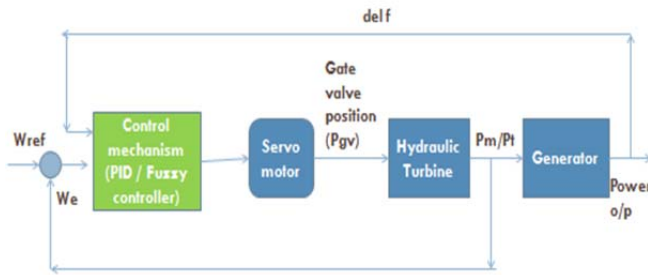 del f
Gate
valve
position
(Pgv)
Wref
We
Control
mechanism
(PID / Fuzzy
controller)
Servo
motor
Hydraulic
Turbine
Pm/Pt
Generator
Power
o/p